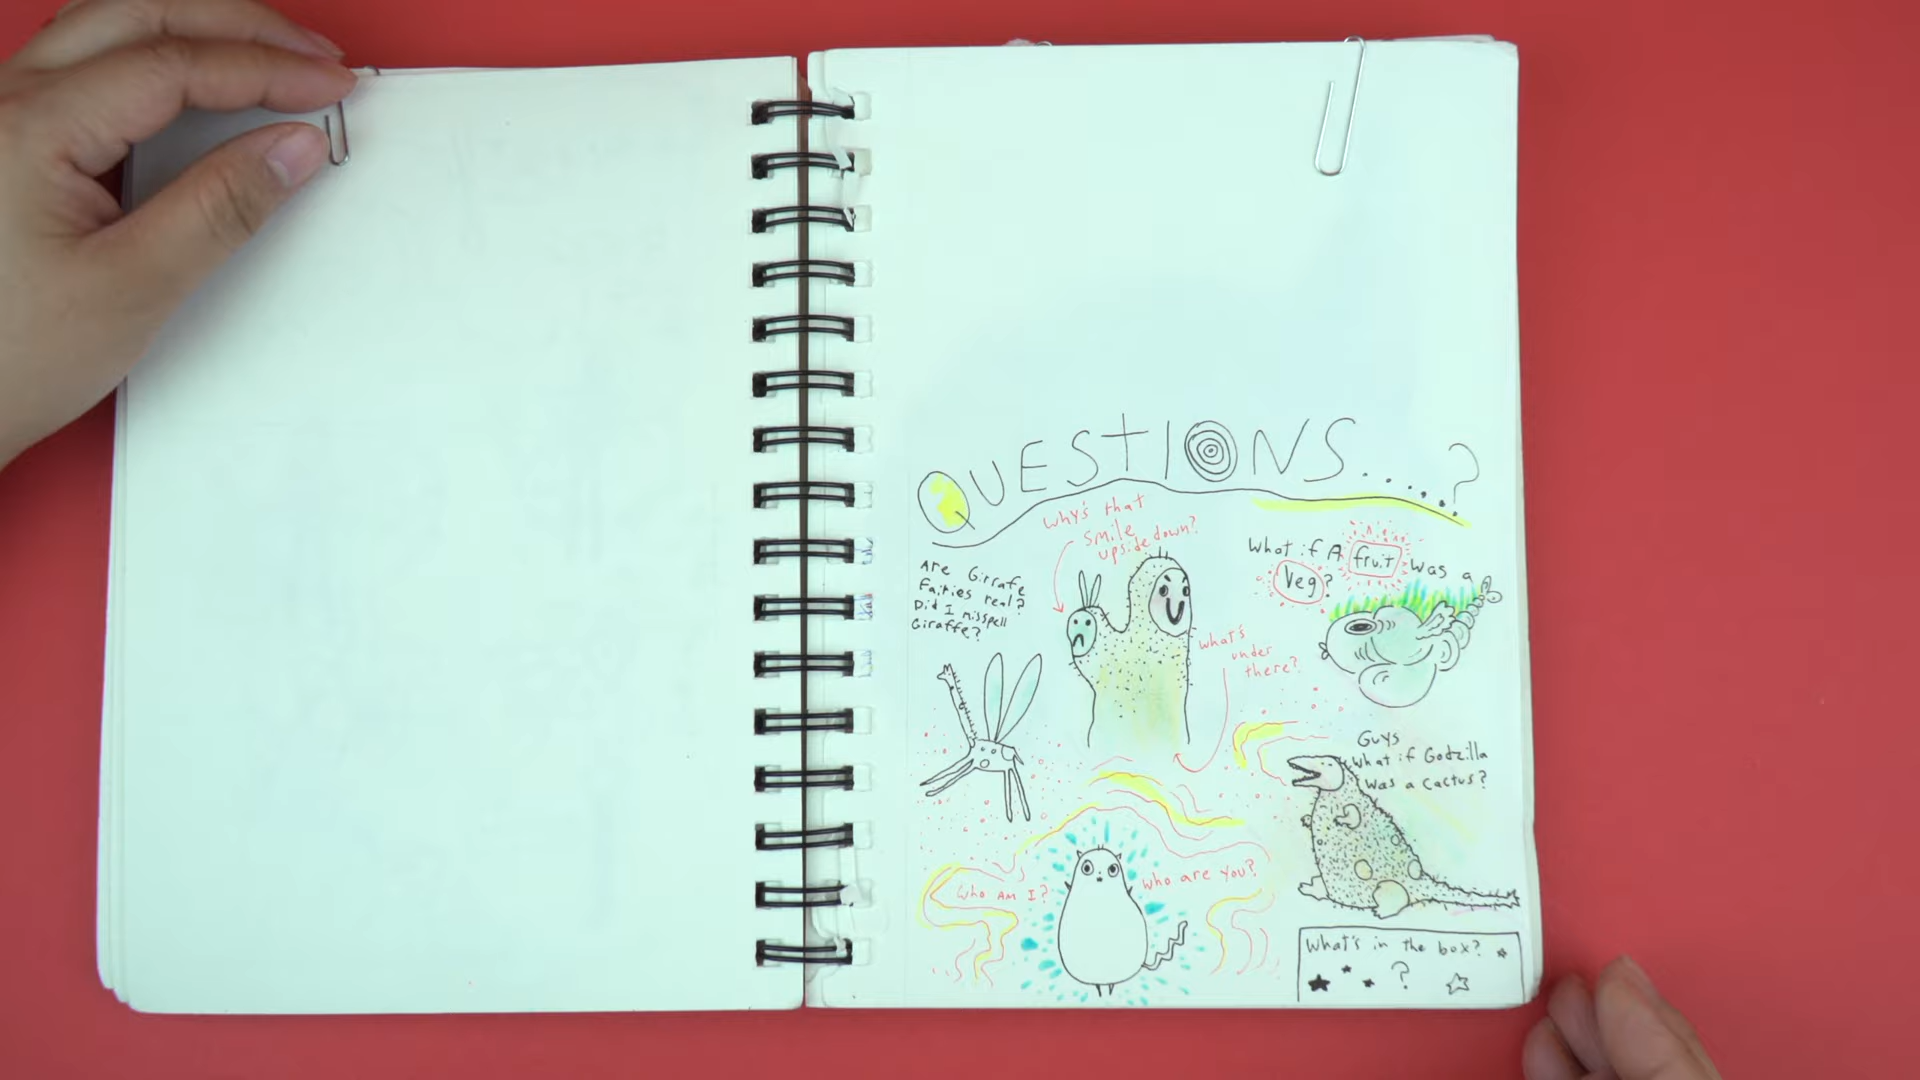 QUESTIONS.....?
Why's that
smile
upside down?
Are Girrafe
Fairies real?
Did I misspell
Giraffe?
What if A fruit was a
Veg?
what's
under
there?
Guys
what if Godzilla
was a cactus?
Who Am I?
who are you?
What's in the box?
?